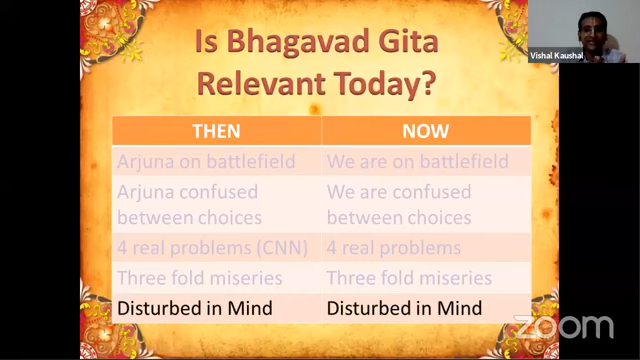 Is Bhagavad Gita
Relevant Today?
Vishal Kaushal
THEN NOW
Arjuna on battlefield We are on battlefield
Arjuna confused We are confused
between choices between choices
4 real problems (CNN) 4 real problems
Three fold miseries Three fold miseries
Disturbed in Mind Disturbed in Mind
zoom